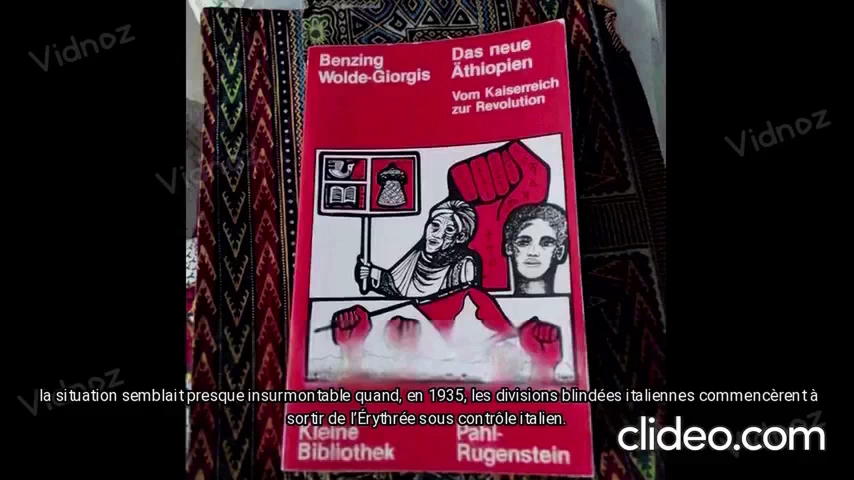 Vidnoz
Vidnoz
Vidnoz
Vidnoz
Vidnoz
Vidnoz
Benzing
Wolde-Giorgis
Das neue
Äthiopien
Vom Kaiserreich
zur Revolution
la situation semblait presque insurmontable quand, en 1935, les divisions blindées italiennes commencèrent à
sortir de l'Érythrée sous contrôle italien.
Kleine
Bibliothek
Pahl-
Rugenstein
clideo.com